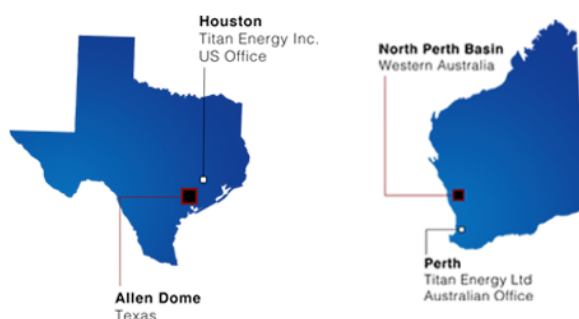 Houston
Titan Energy Inc.
US Office
Allen Dome
Texas
North Perth Basin
Western Australia
Perth
Titan Energy Ltd
Australian Office